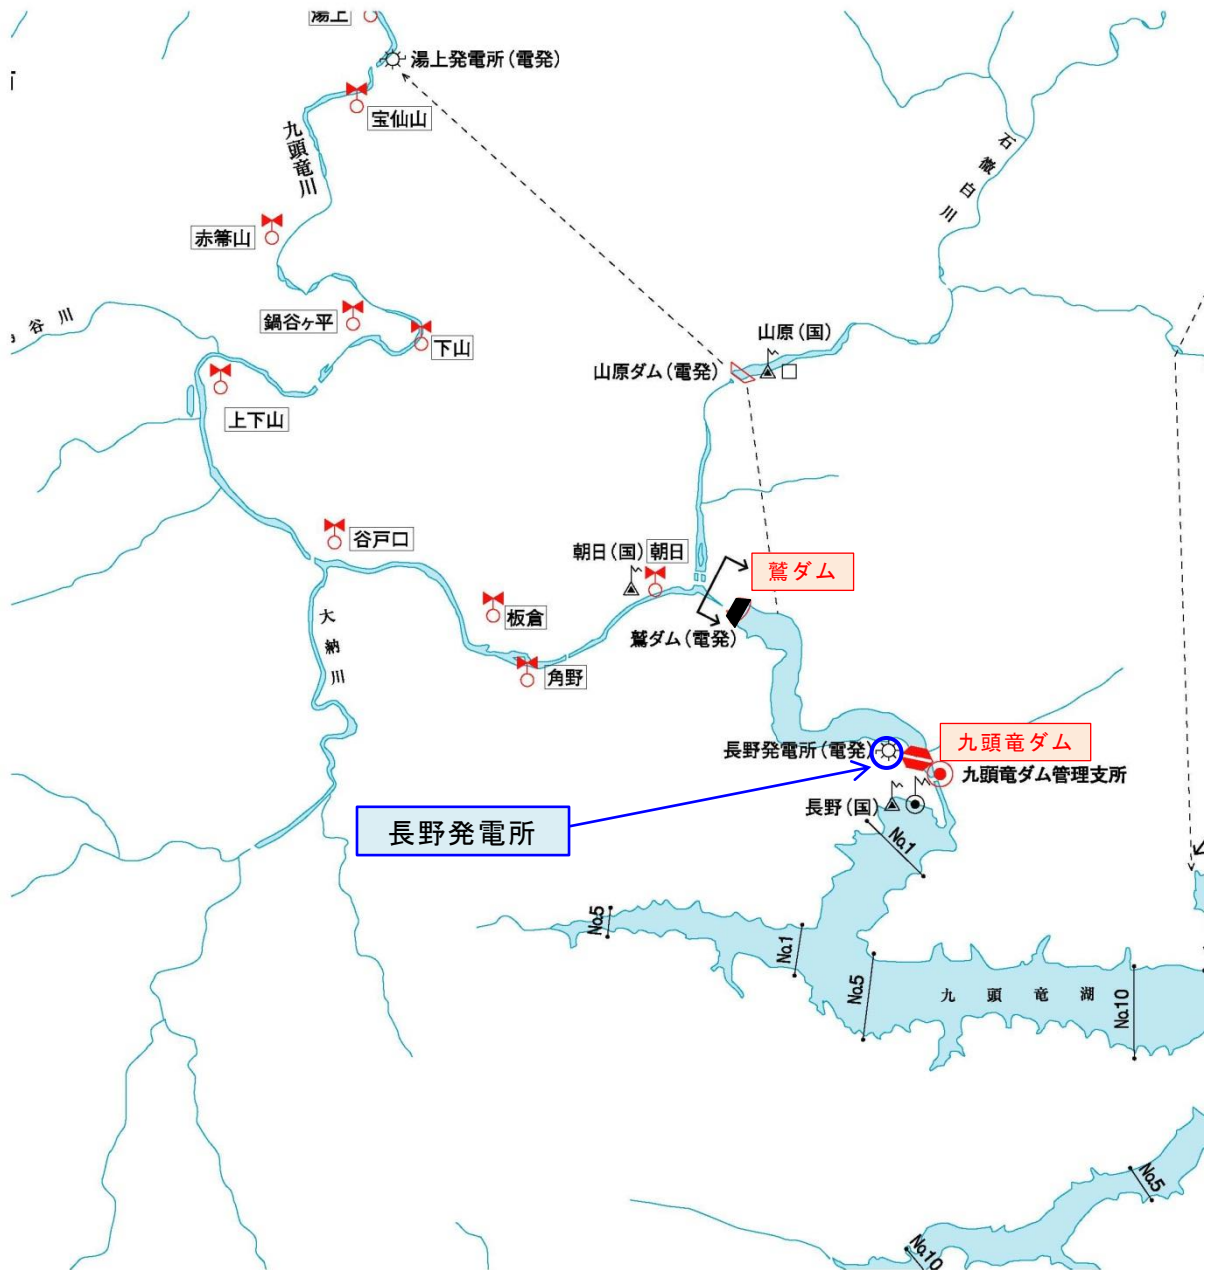 湯上
湯上発電所(電発)
宝仙山
九頭竜川
石徹白川
赤箒山
谷川
鍋谷ヶ平
下山
山原(国)
山原ダム(電発)
上下山
谷戸口
朝日(国)
朝日
鷲ダム
板倉
鷲ダム(電発)
大納川
角野
長野発電所(電発)
九頭竜ダム
九頭竜ダム管理支所
長野(国)
長野発電所
No.1
No.5
No.1
No.5
九頭竜湖
No.10
No.5
No.10